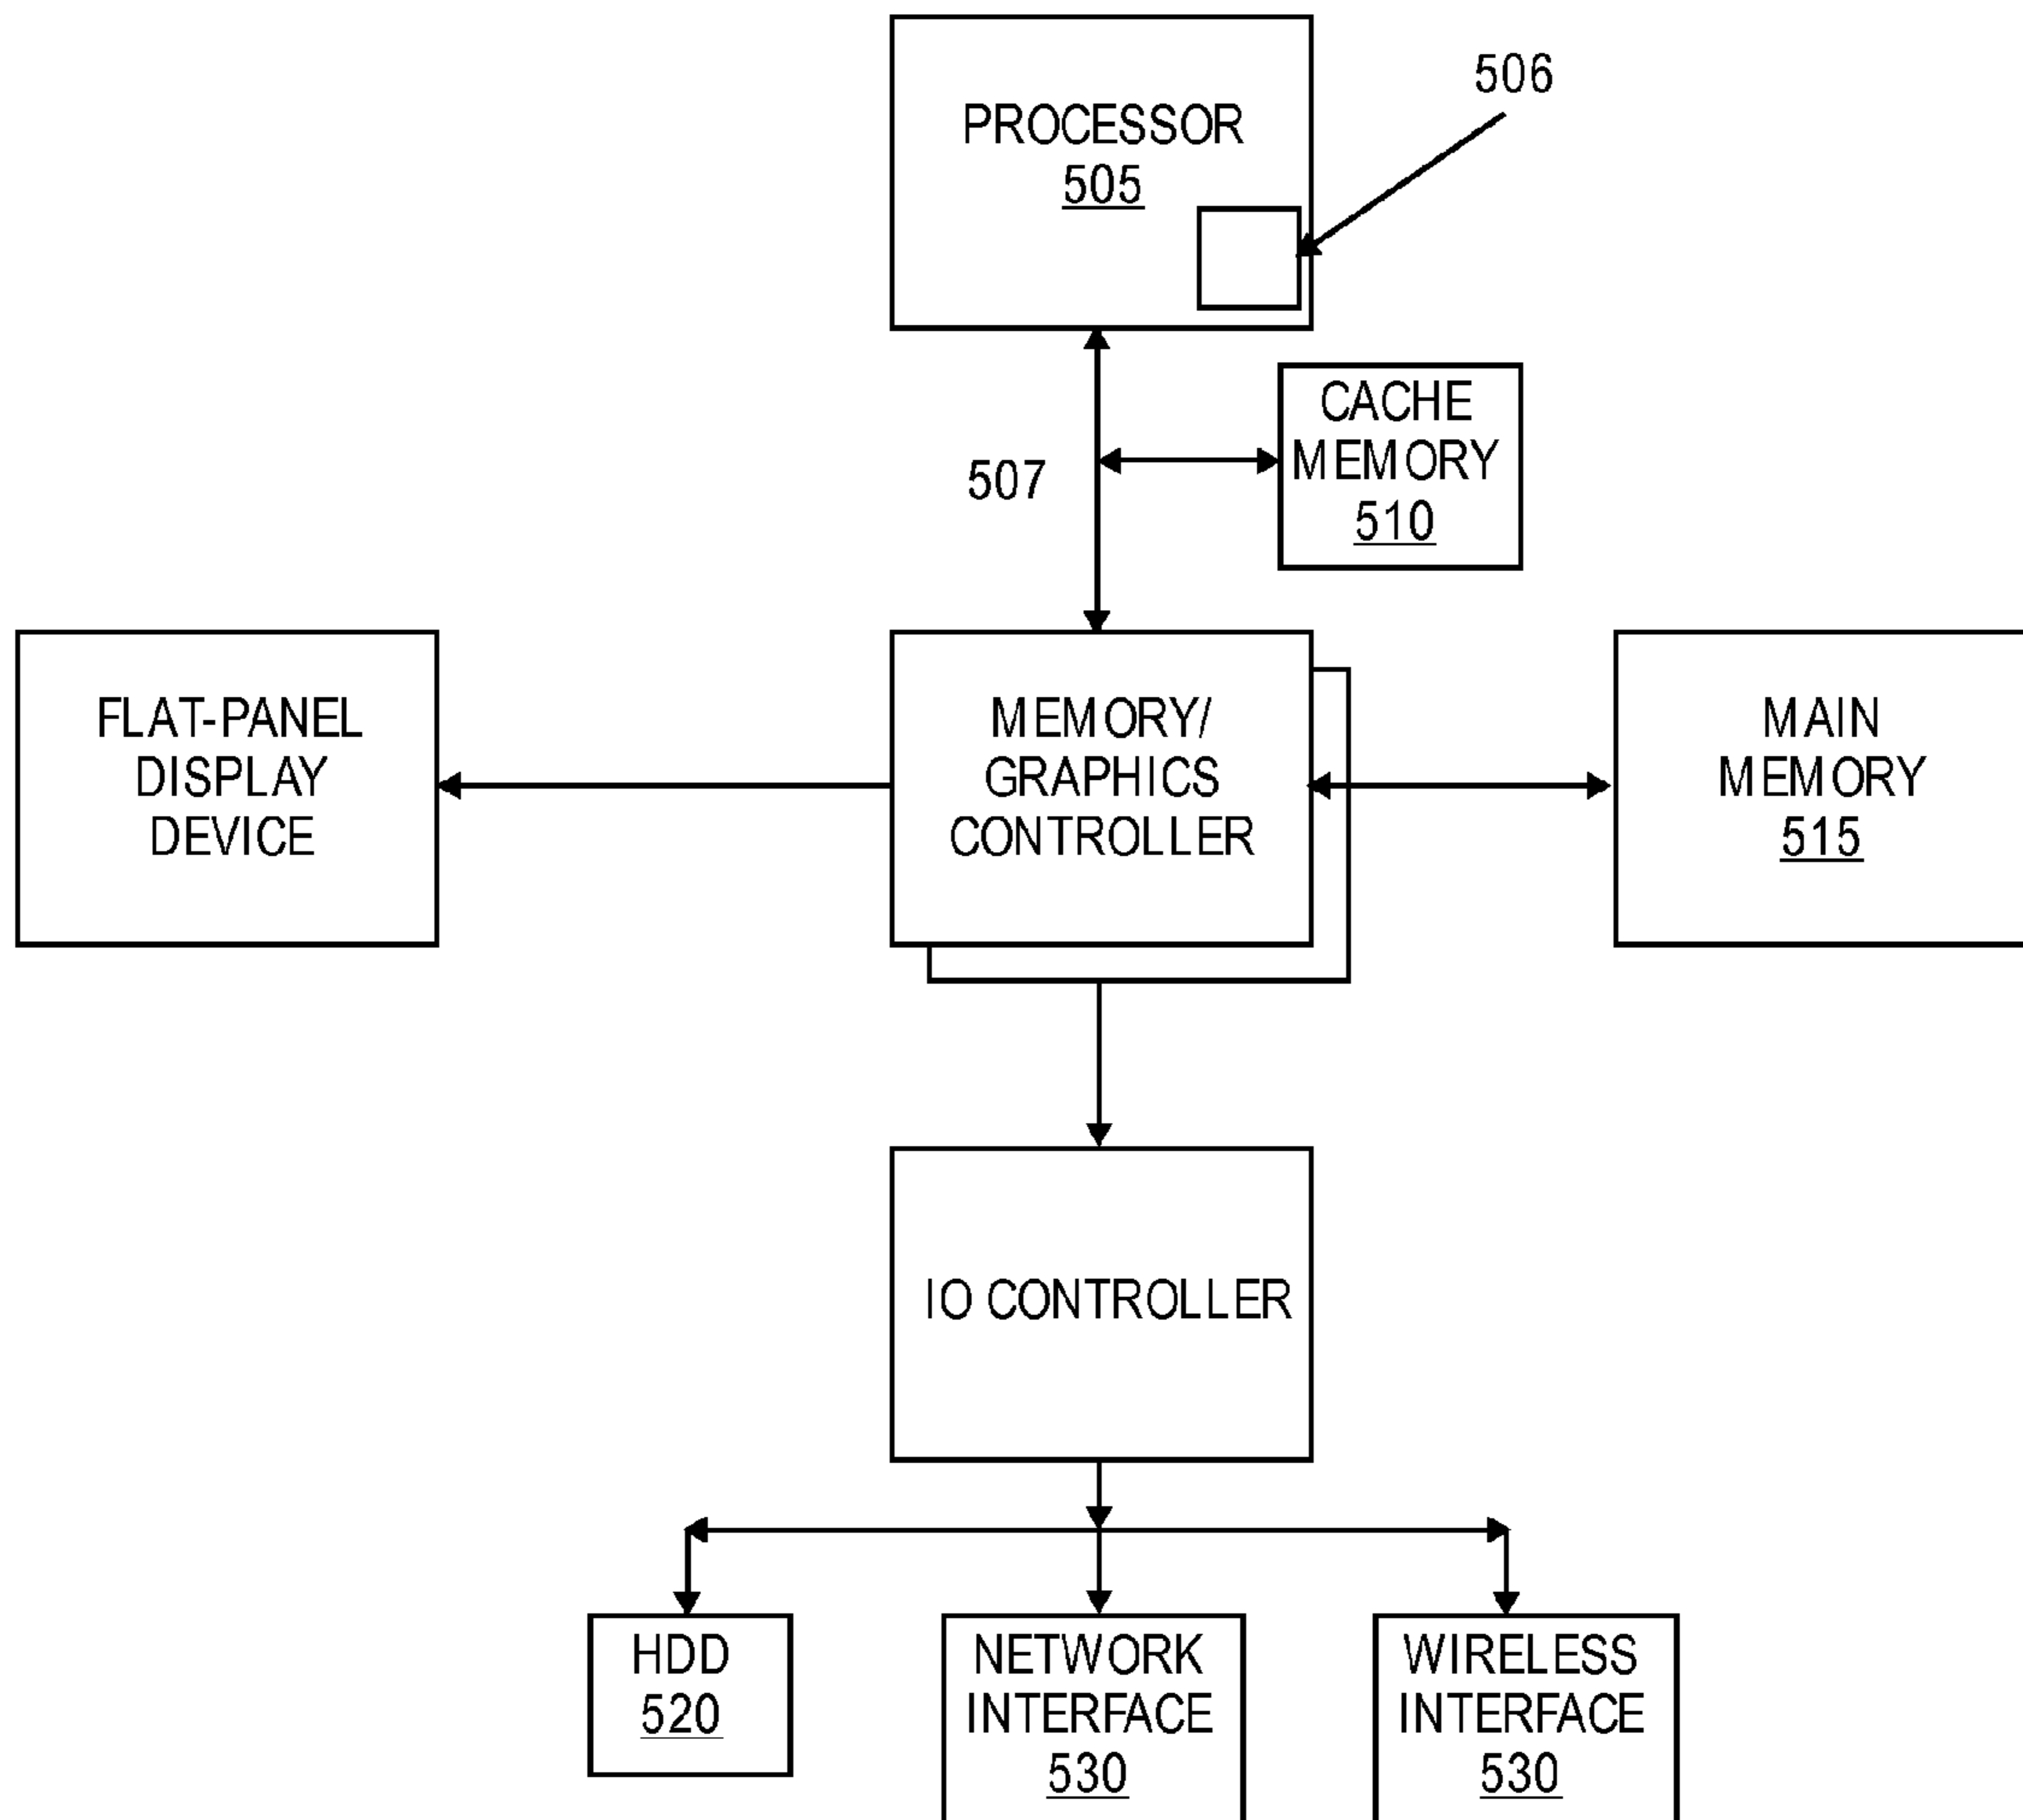 PROCESSOR
505
506
CACHE
MEMORY
510
507
FLAT-PANEL
DISPLAY
DEVICE
MEMORY/
GRAPHICS
CONTROLLER
MAIN
MEMORY
515
IO CONTROLLER
HDD
520
NETWORK
INTERFACE
530
WIRELESS
INTERFACE
530